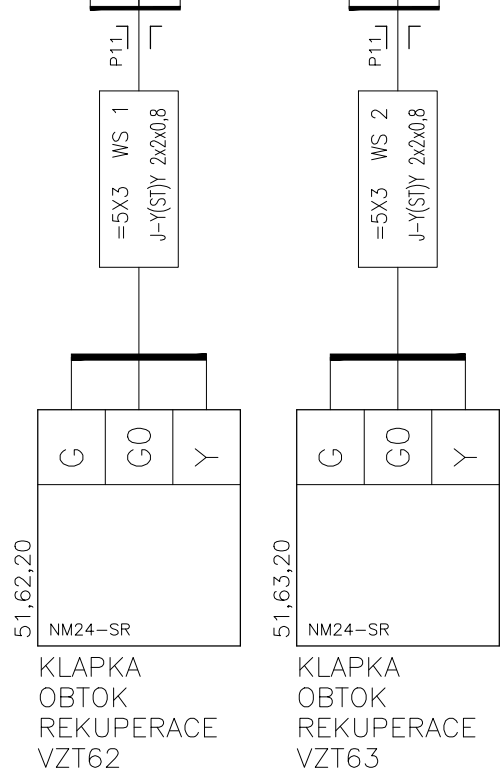 P11
=5X3 WS 1
J-Y(ST)Y 2x2x0,8
G
G0
Y
51,62,20
NM24-SR
KLAPKA
OBTOK
REKUPERACE
VZT62
P11
=5X3 WS 2
J-Y(ST)Y 2x2x0,8
G
G0
Y
51,63,20
NM24-SR
KLAPKA
OBTOK
REKUPERACE
VZT63